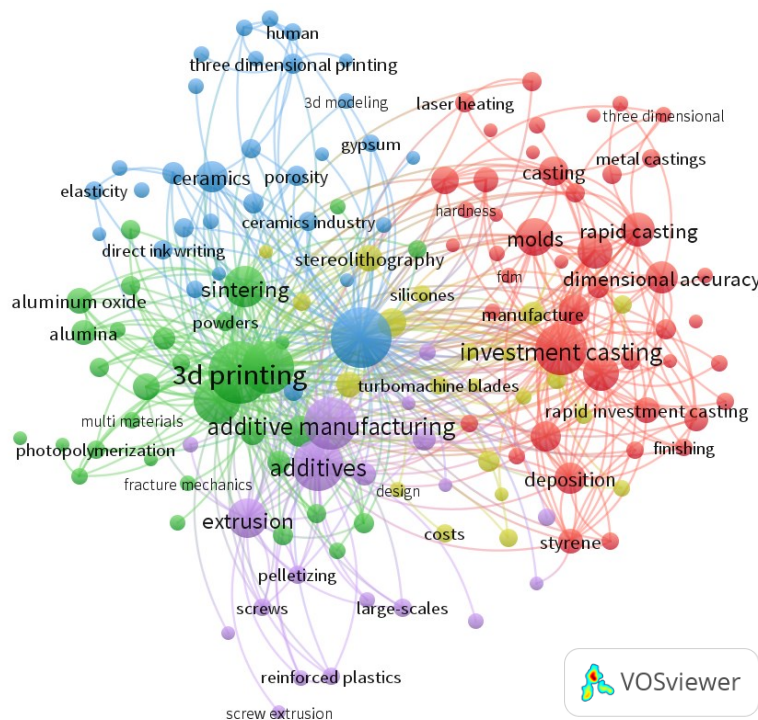 human
three dimensional printing
3d modeling
laser heating
three dimensional
gypsum
metal castings
casting
ceramics
porosity
elasticity
hardness
ceramics industry
rapid casting
molds
direct ink writing
stereolithography
fdm
dimensional accuracy
sintering
silicones
aluminum oxide
manufacture
powders
alumina
investment casting
3d printing
turbomachine blades
rapid investment casting
multi materials
additive manufacturing
photopolymerization
finishing
additives
deposition
fracture mechanics
design
extrusion
costs
styrene
pelletizing
screws
large-scales
reinforced plastics
VOSviewer
screw extrusion